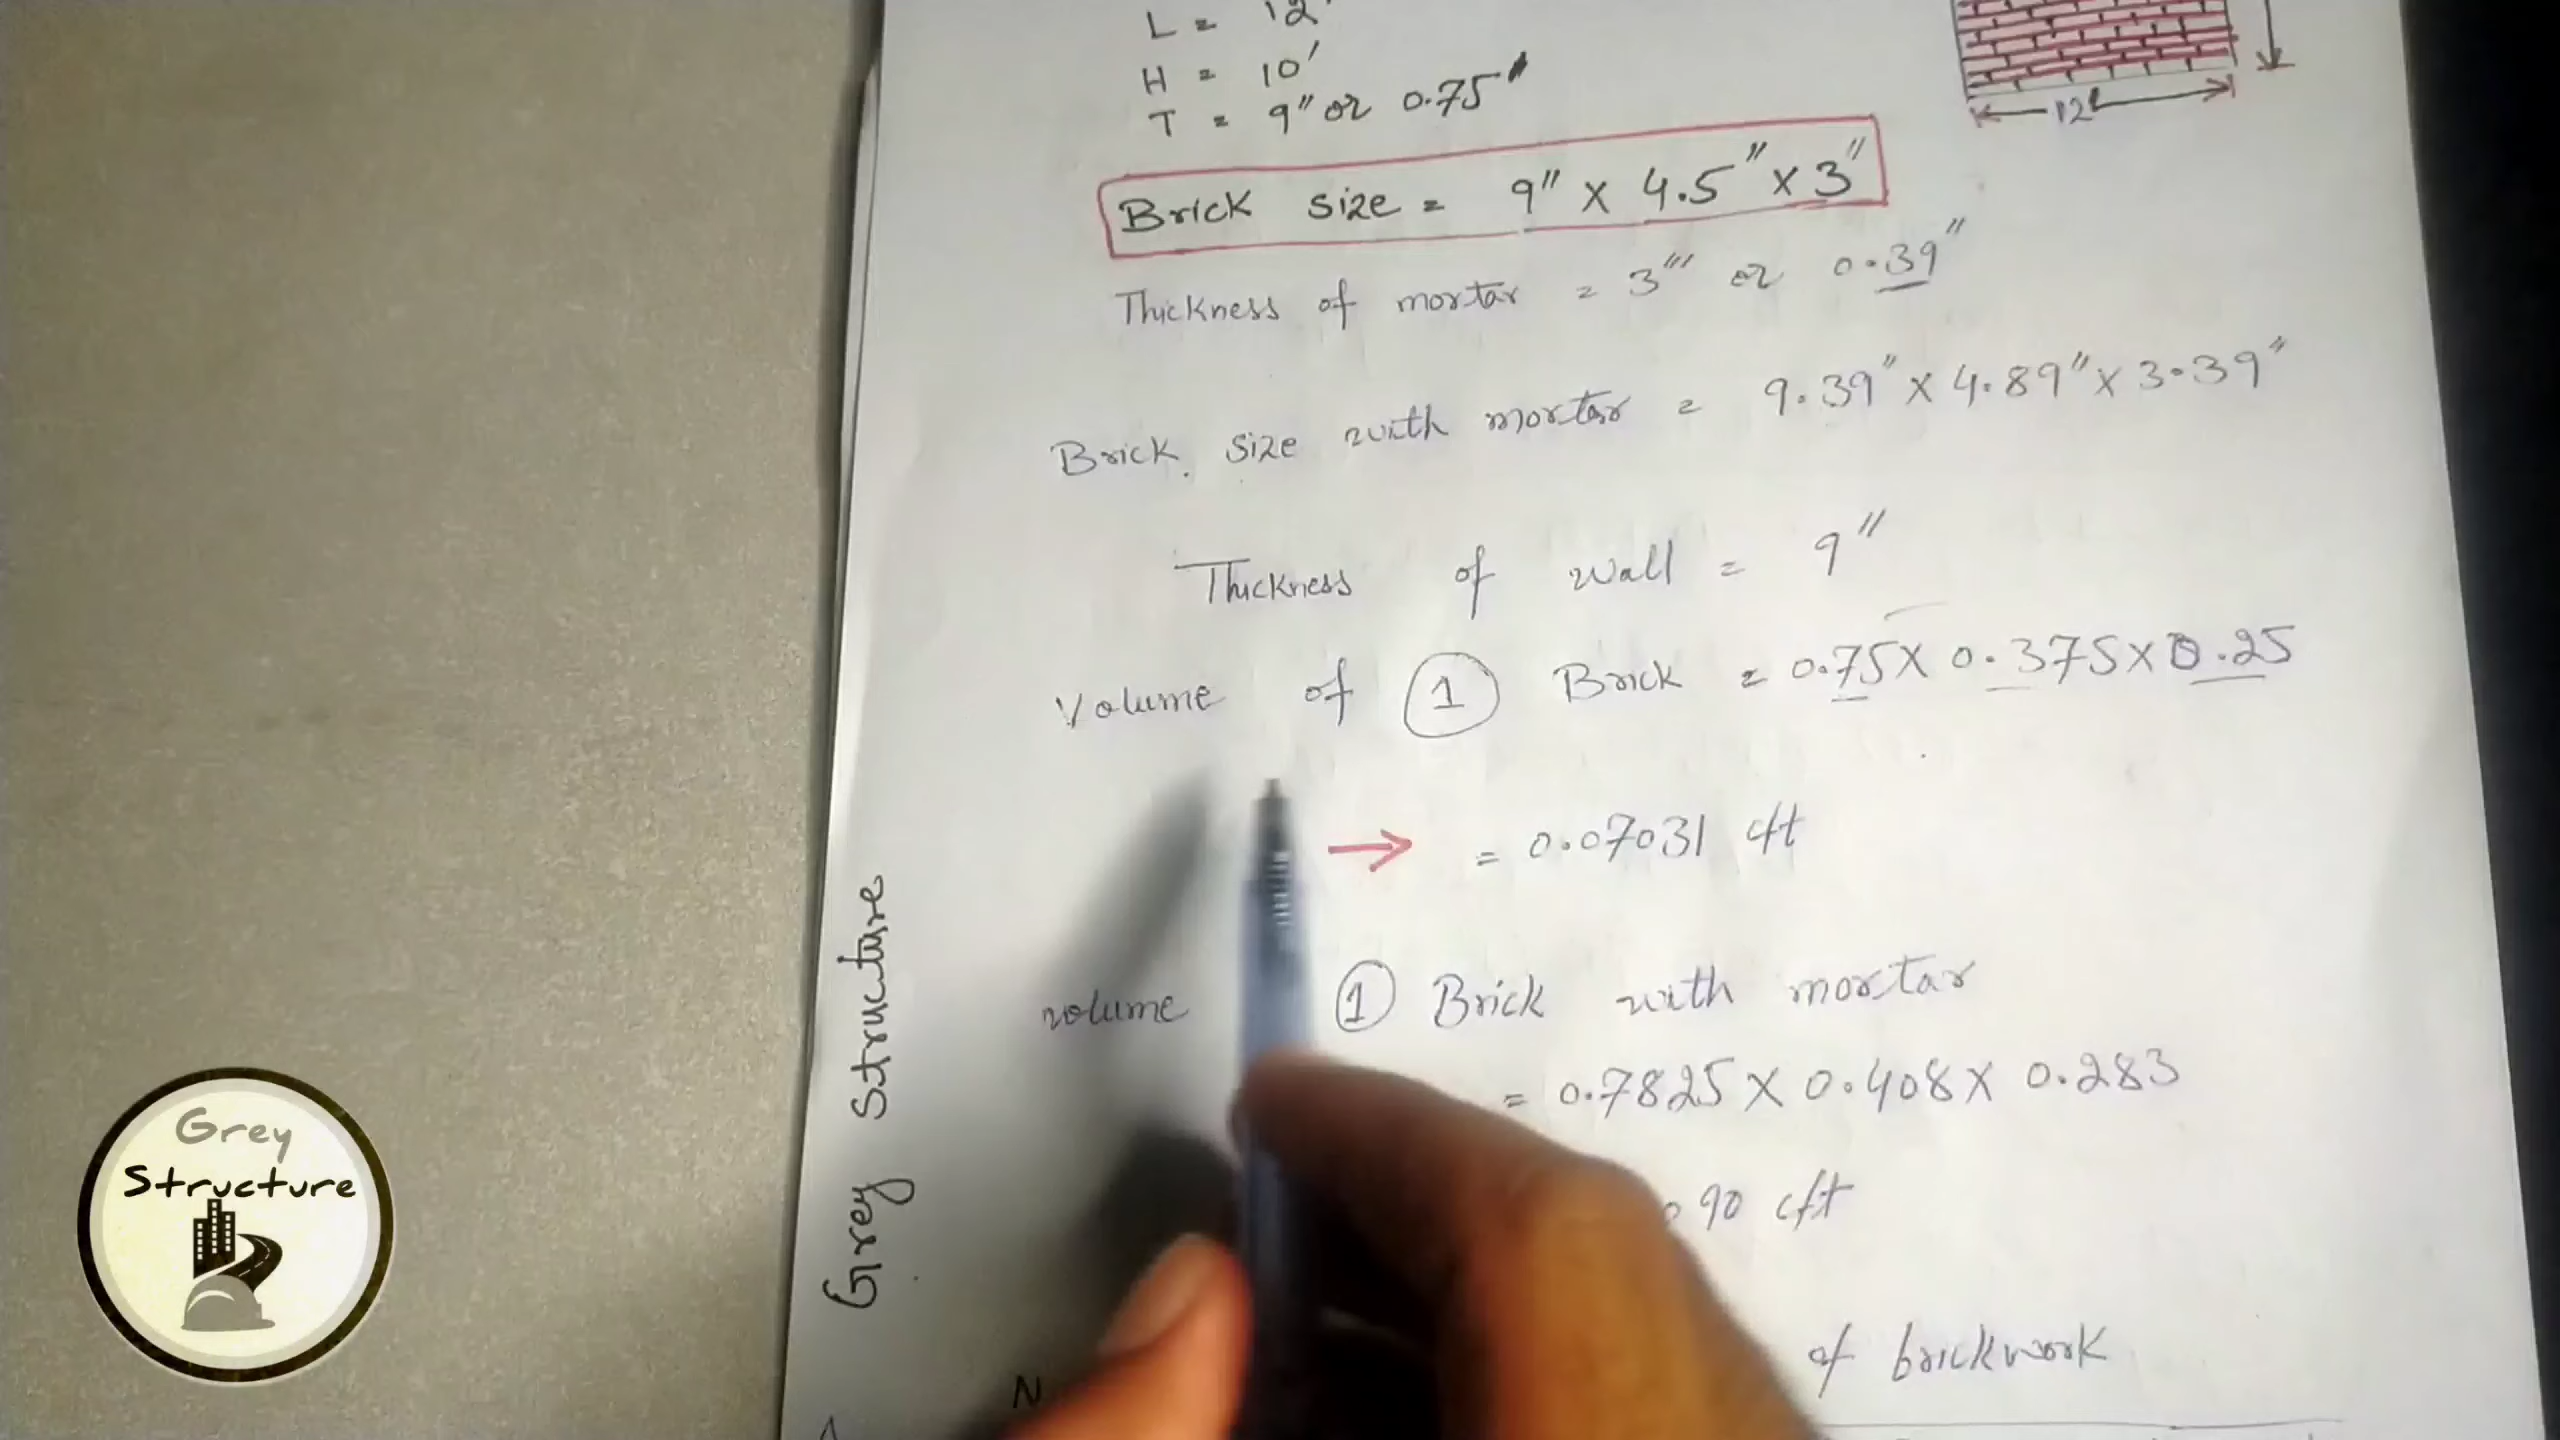 L = 12'
H = 10'
T = 9" or 0.75'
12'
Brick size = 9" X 4.5" X 3"
Thickness of mortar = 3''' or 0.39"
Brick size with mortar = 9.39" X 4.89" X 3.39"
Thickness of wall = 9"
Volume of 1 Brick = 0.75 X 0.375 X 0.25
= 0.07031 cft
volume 1 Brick with mortar
= 0.7825 X 0.408 X 0.283
90 cft
of brickwork
N
Grey Structure
Grey
Structure